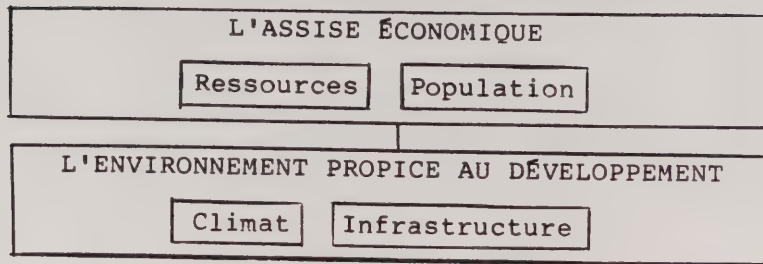 L'ASSISE ÉCONOMIQUE
Ressources Population
L'ENVIRONNEMENT PROPICE AU DÉVELOPPEMENT
Climat Infrastructure